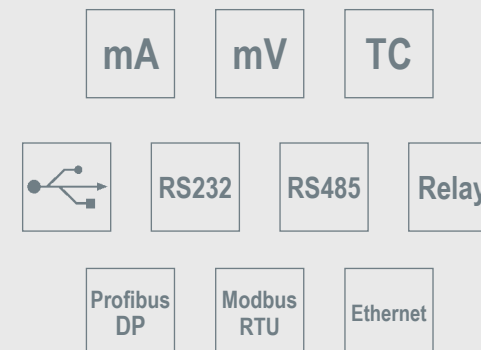 mA
mV
TC
RS232
RS485
Relay
Profibus
DP
Modbus
RTU
Ethernet